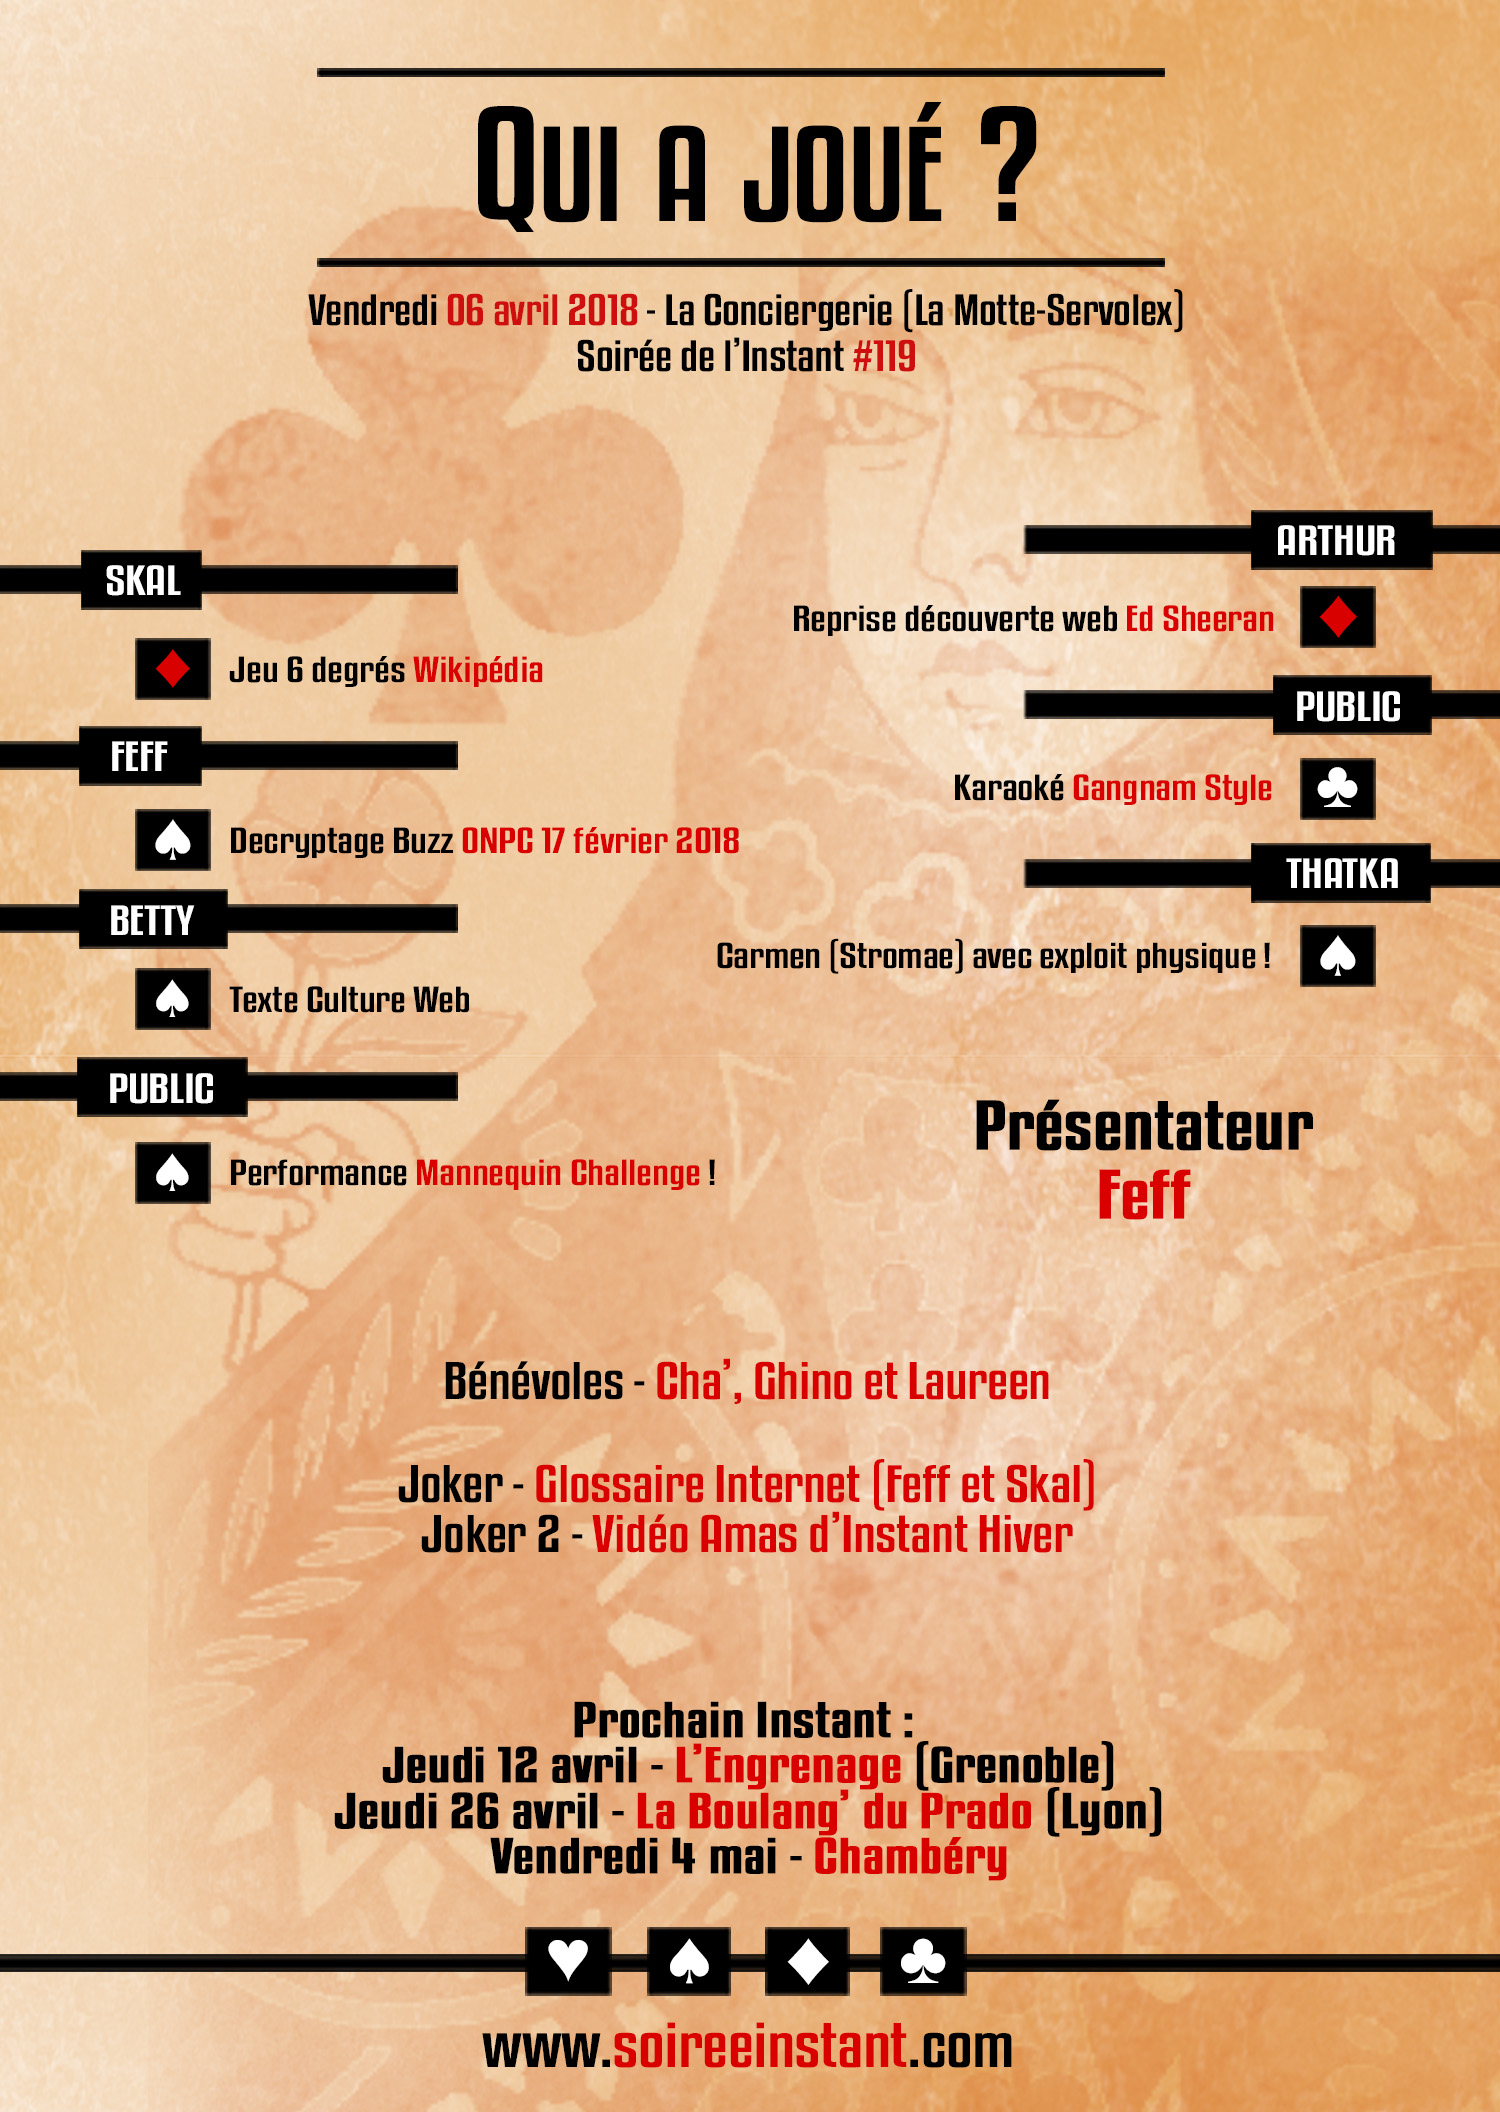 Qui a joué ?
Vendredi 06 avril 2018 - La Conciergerie (La Motte-Servolex)
Soirée de l'Instant #119
SKAL
Jeu 6 degrés Wikipédia
FEFF
Decryptage Buzz ONPC 17 février 2018
BETTY
Texte Culture Web
PUBLIC
Performance Mannequin Challenge !
ARTHUR
Reprise découverte web Ed Sheeran
PUBLIC
Karaoké Gangnam Style
THATKA
Carmen (Stromae) avec exploit physique !
Présentateur
Feff
Bénévoles - Cha', Ghino et Laureen
Joker - Glossaire Internet (Feff et Skal)
Joker 2 - Vidéo Amas d'Instant Hiver
Prochain Instant :
Jeudi 12 avril - L'Engrenage (Grenoble)
Jeudi 26 avril - La Boulang' du Prado (Lyon)
Vendredi 4 mai - Chambéry
www.soireeinstant.com